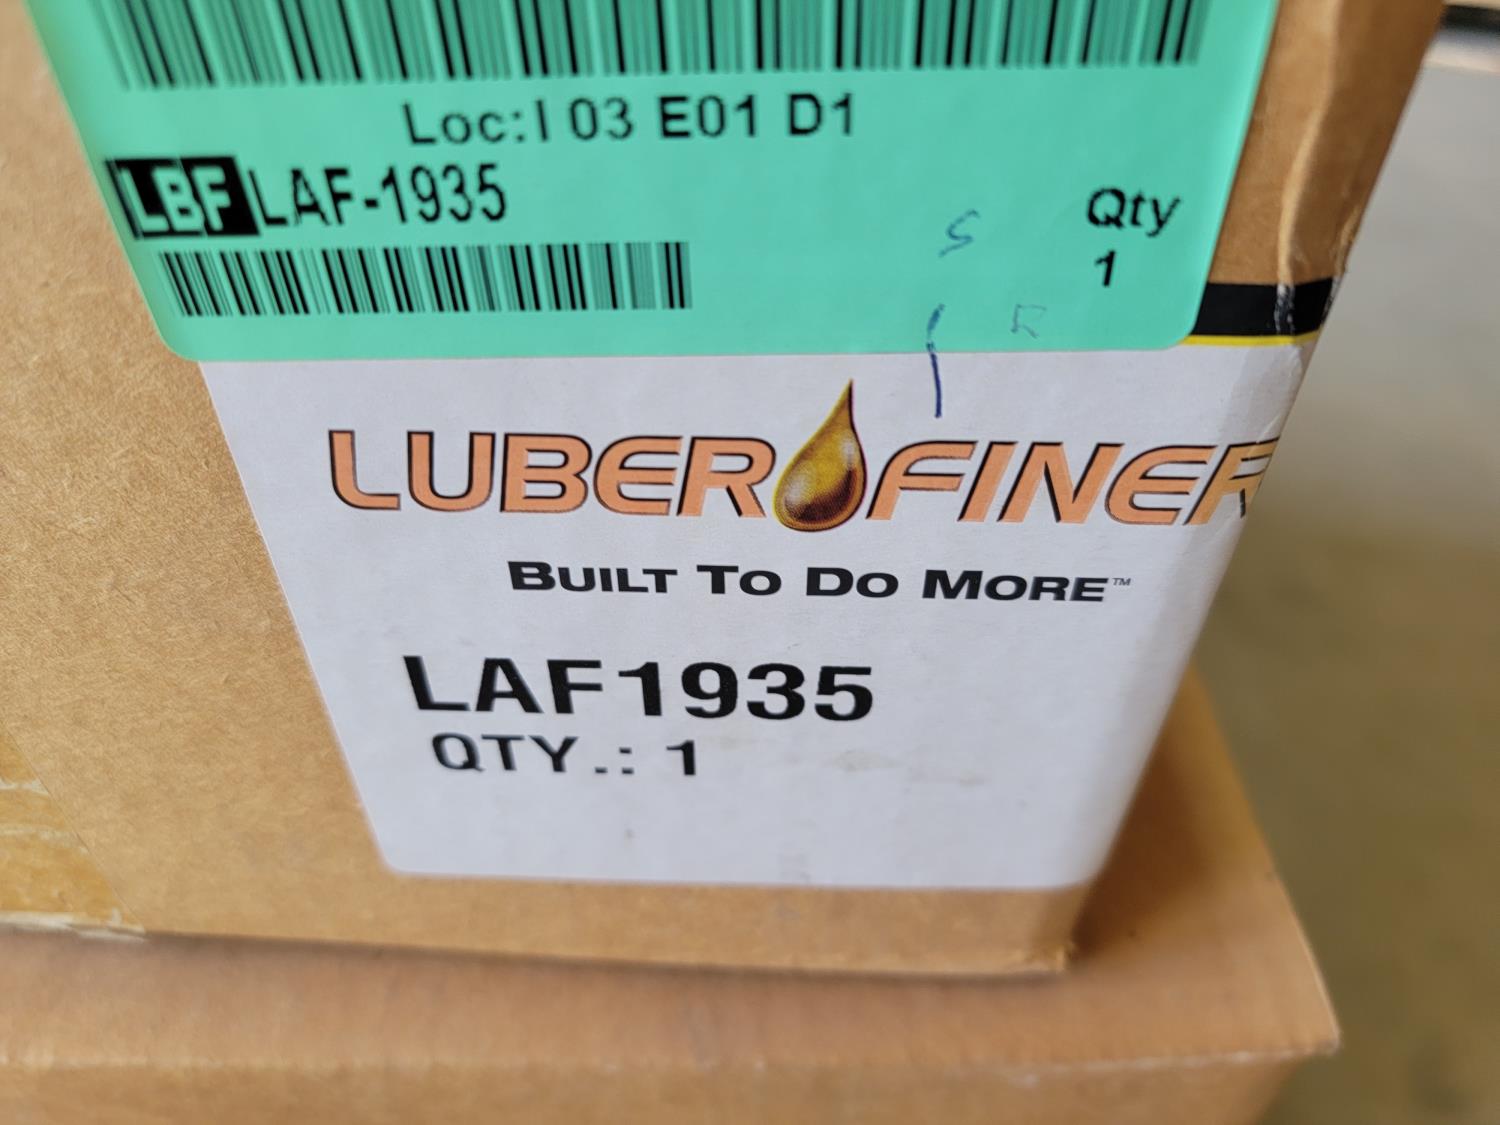 Loc:I 03 E01 D1
LBF LAF-1935
Qty
1
LUBERFINER
BUILT TO DO MORE™
LAF1935
QTY.: 1